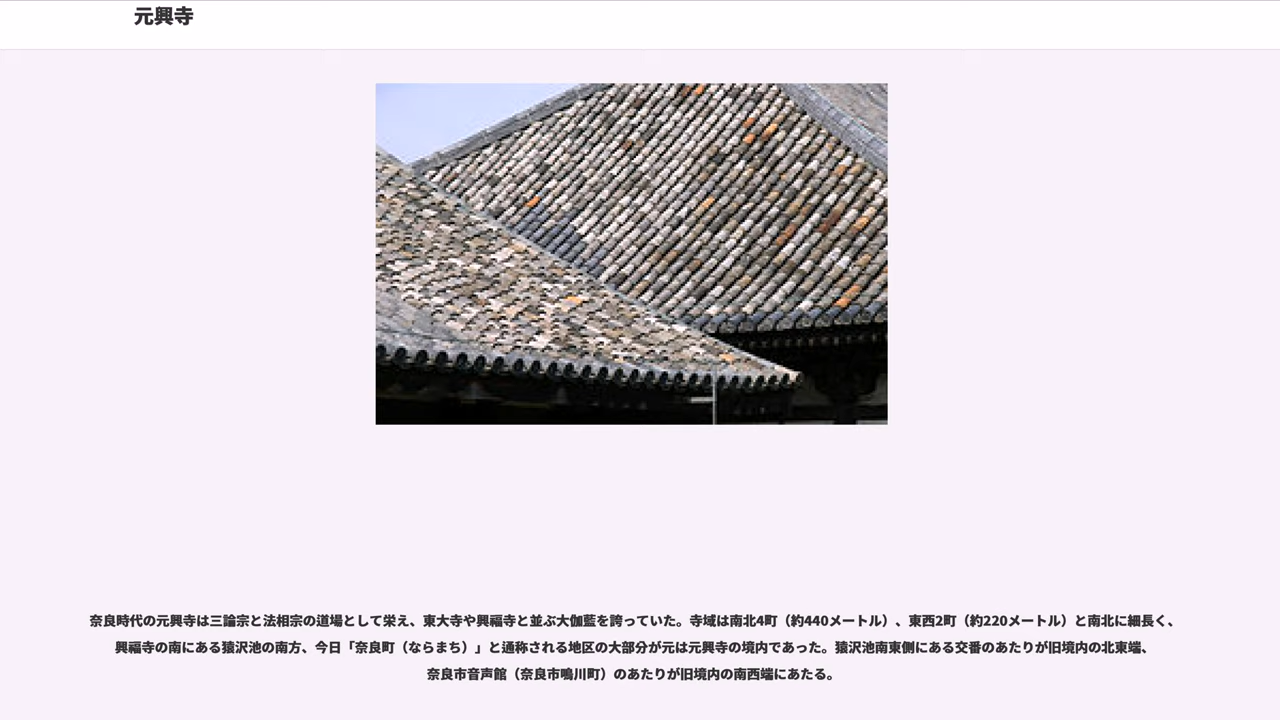 元興寺
奈良時代の元興寺は三論宗と法相宗の道場として栄え、東大寺や興福寺と並ぶ大伽藍を誇っていた。寺域は南北4町（約440メートル）、東西2町（約220メートル）と南北に細長く、
興福寺の南にある猿沢池の南方、今日「奈良町（ならまち）」と通称される地区の大部分が元は元興寺の境内であった。猿沢池南東側にある交番のあたりが旧境内の北東端、
奈良市音声館（奈良市鳴川町）のあたりが旧境内の南西端にあたる。